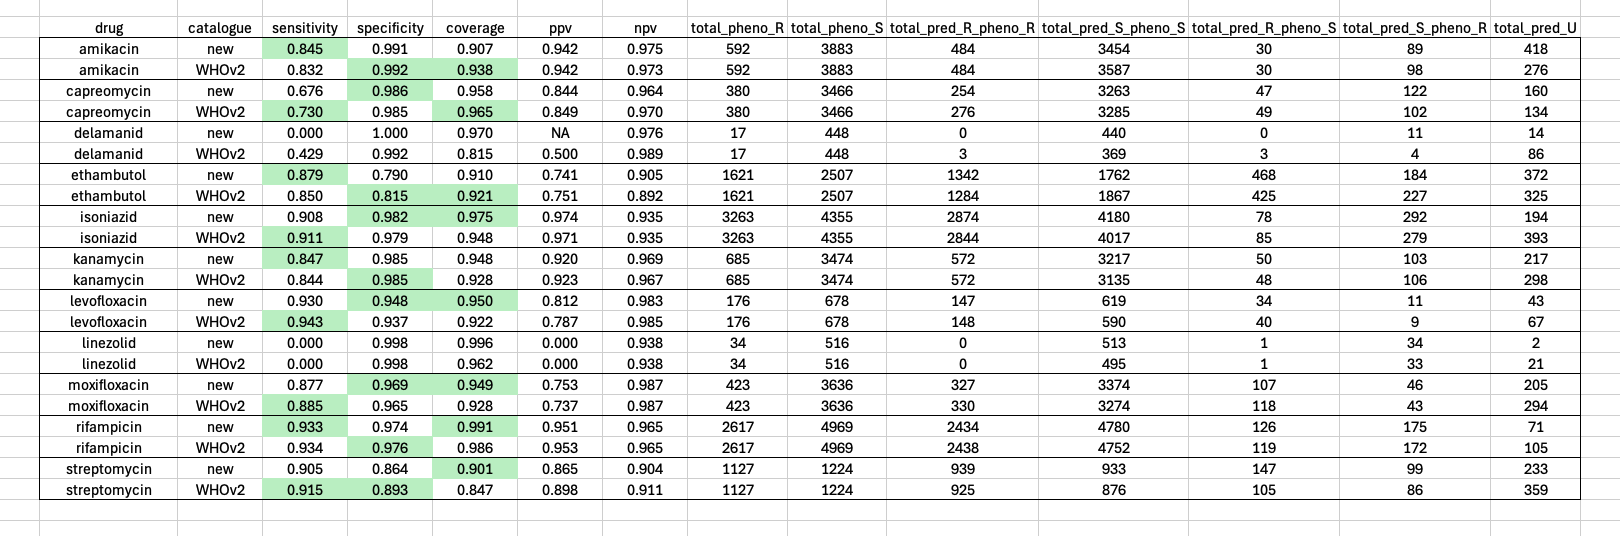 drug catalogue sensitivity specificity coverage ppv npv total_pheno_R total_pheno_S total_pred_R_pheno_R total_pred_S_pheno_S total_pred_R_pheno_S total_pred_S_pheno_R total_pred_U
amikacin new 0.845 0.991 0.907 0.942 0.975 592 3883 484 3454 30 89 418
amikacin WHOv2 0.832 0.992 0.938 0.942 0.973 592 3883 484 3587 30 98 276
capreomycin new 0.676 0.986 0.958 0.844 0.964 380 3466 254 3263 47 122 160
capreomycin WHOv2 0.730 0.985 0.965 0.849 0.970 380 3466 276 3285 49 102 134
delamanid new 0.000 1.000 0.970 NA 0.976 17 448 0 440 0 11 14
delamanid WHOv2 0.429 0.992 0.815 0.500 0.989 17 448 3 369 3 4 86
ethambutol new 0.879 0.790 0.910 0.741 0.905 1621 2507 1342 1762 468 184 372
ethambutol WHOv2 0.850 0.815 0.921 0.751 0.892 1621 2507 1284 1867 425 227 325
isoniazid new 0.908 0.982 0.975 0.974 0.935 3263 4355 2874 4180 78 292 194
isoniazid WHOv2 0.911 0.979 0.948 0.971 0.935 3263 4355 2844 4017 85 279 393
kanamycin new 0.847 0.985 0.948 0.920 0.969 685 3474 572 3217 50 103 217
kanamycin WHOv2 0.844 0.985 0.928 0.923 0.967 685 3474 572 3135 48 106 298
levofloxacin new 0.930 0.948 0.950 0.812 0.983 176 678 147 619 34 11 43
levofloxacin WHOv2 0.943 0.937 0.922 0.787 0.985 176 678 148 590 40 9 67
linezolid new 0.000 0.998 0.996 0.000 0.938 34 516 0 513 1 34 2
linezolid WHOv2 0.000 0.998 0.962 0.000 0.938 34 516 0 495 1 33 21
moxifloxacin new 0.877 0.969 0.949 0.753 0.987 423 3636 327 3374 107 46 205
moxifloxacin WHOv2 0.885 0.965 0.928 0.737 0.987 423 3636 330 3274 118 43 294
rifampicin new 0.933 0.974 0.991 0.951 0.965 2617 4969 2434 4780 126 175 71
rifampicin WHOv2 0.934 0.976 0.986 0.953 0.965 2617 4969 2438 4752 119 172 105
streptomycin new 0.905 0.864 0.901 0.865 0.904 1127 1224 939 933 147 99 233
streptomycin WHOv2 0.915 0.893 0.847 0.898 0.911 1127 1224 925 876 105 86 359